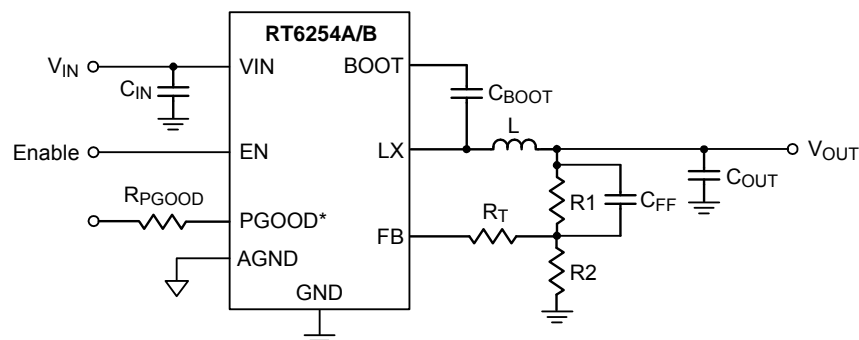 RT6254A/B
VIN
VIN
CIN
BOOT
CBOOT
Enable
EN
LX
L
VOUT
COUT
RPGOOD
PGOOD*
R1
CFF
FB
RT
AGND
R2
GND